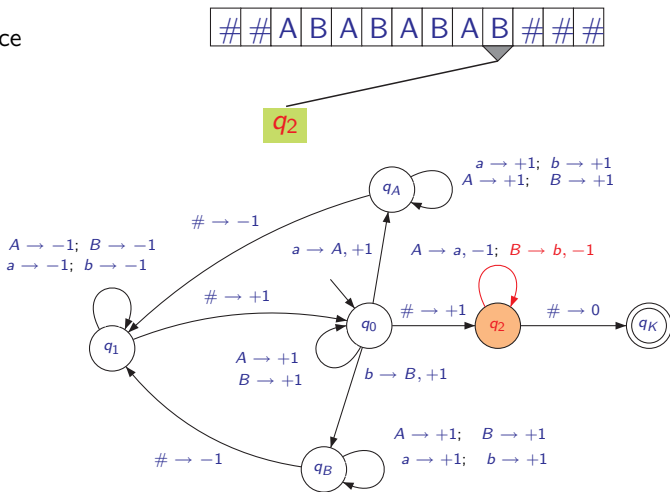 ce
# # A B A B A B A B # # #
q2
a → +1; b → +1
A → +1; B → +1
qA
# → −1
a → A, +1
A → a, −1; B → b, −1
A → −1; B → −1
a → −1; b → −1
# → +1
# → +1
# → 0
q0
q2
qK
q1
A → +1
B → +1
b → B, +1
A → +1; B → +1
a → +1; b → +1
# → −1
qB